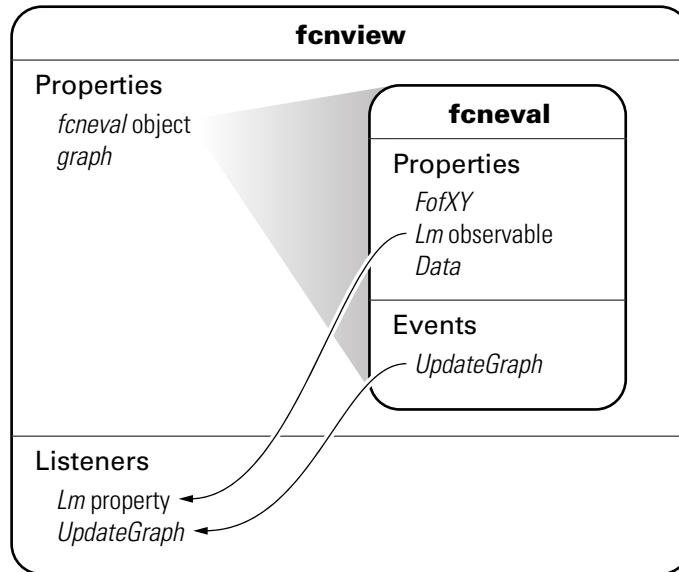 fcnview
Properties
fcneval object
graph
fcneval
Properties
FofXY
Lm observable
Data
Events
UpdateGraph
Listeners
Lm property
UpdateGraph